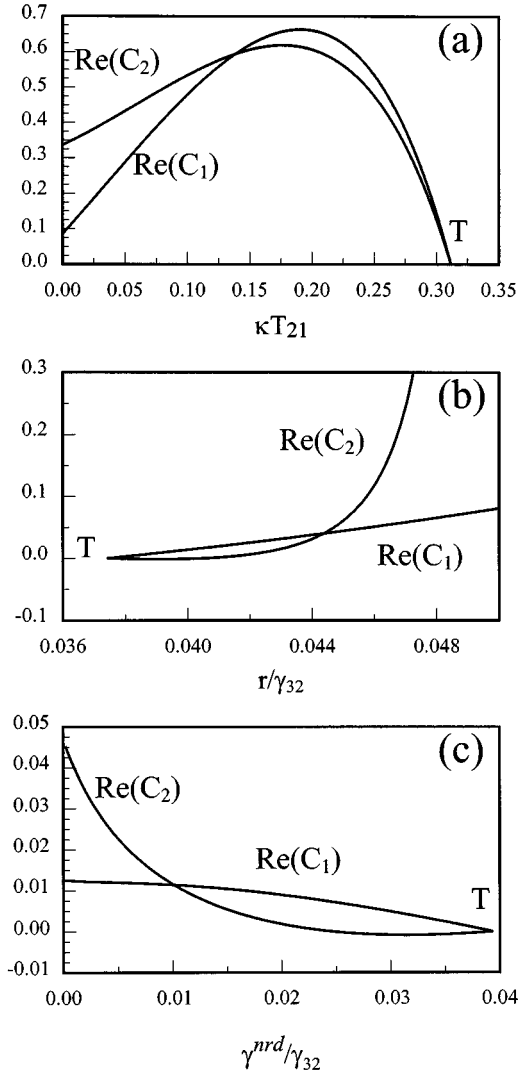 0.7
(a)
0.6
Re(C2)
0.5
0.4
0.3
Re(C1)
0.2
0.1
T
0.0
0.00 0.05 0.10 0.15 0.20 0.25 0.30 0.35
κT21
0.3
(b)
0.2
Re(C2)
0.1
T
Re(C1)
0.0
-0.1
0.036 0.040 0.044 0.048
r/γ32
0.05
(c)
0.04
Re(C2)
0.03
0.02
Re(C1)
0.01
T
0.00
-0.01
0.00 0.01 0.02 0.03 0.04
γnrd/γ32